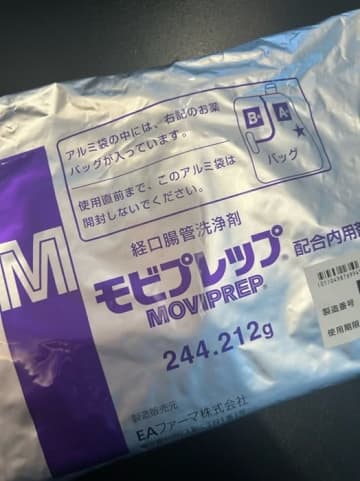 アルミ袋の中には、右記のお薬
バッグが入っています。
使用直前まで、このアルミ袋は
開封しないでください。
B
A
バッグ
M
経口腸管洗浄剤
モビプレップ® 配合内用剤
MOVIPREP®
244.212g
製造番号
使用期限
製造販売元
EAファーマ株式会社